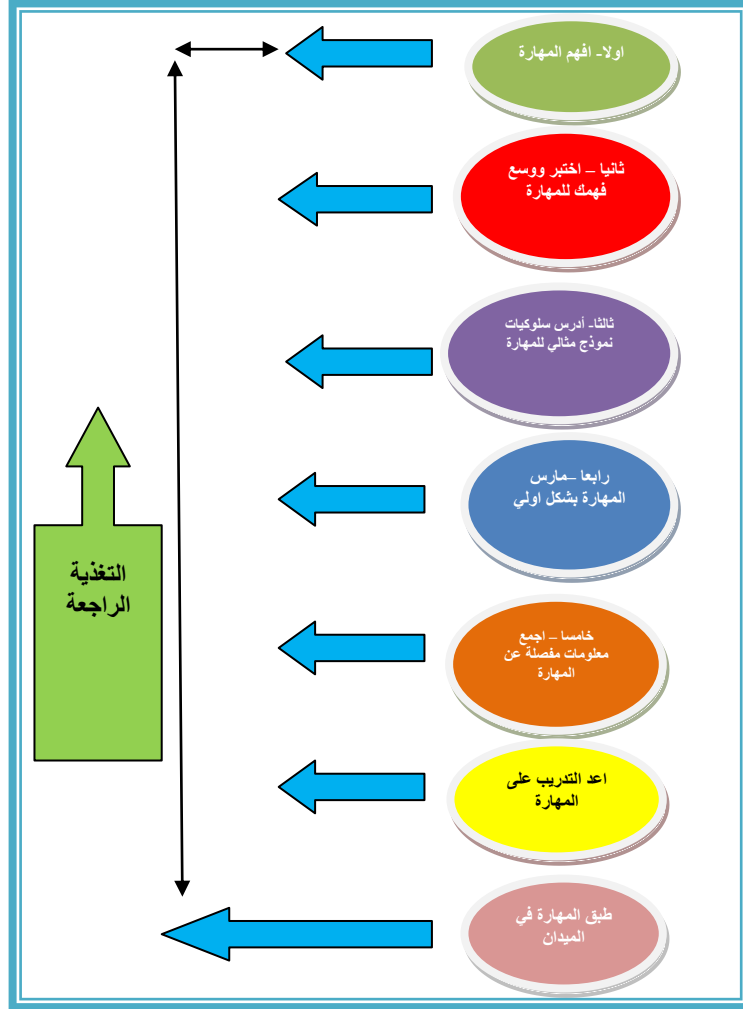 اولا- افهم المهارة
ثانيا – اختبر ووسع
فهمك للمهارة
ثالثا- أدرس سلوكيات
نموذج مثالي للمهارة
رابعا –مارس
المهارة بشكل اولي
التغذية
الراجعة
خامسا – اجمع
معلومات مفصلة عن
المهارة
اعد التدريب على
المهارة
طبق المهارة في
الميدان